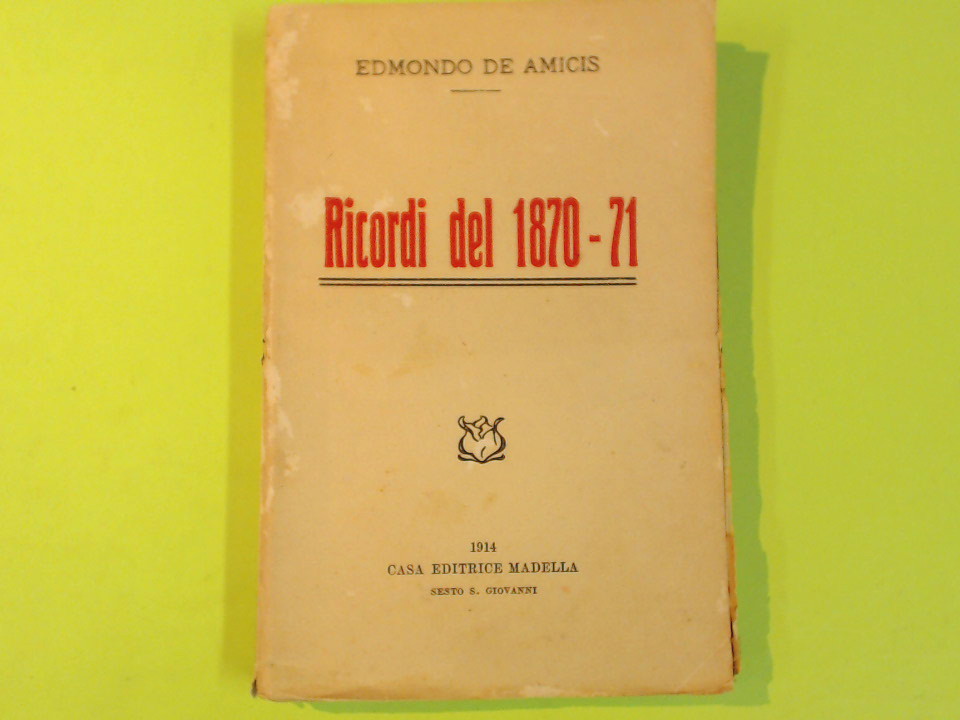 EDMONDO DE AMICIS
Ricordi del 1870-71
1914
CASA EDITRICE MADELLA
SESTO S. GIOVANNI